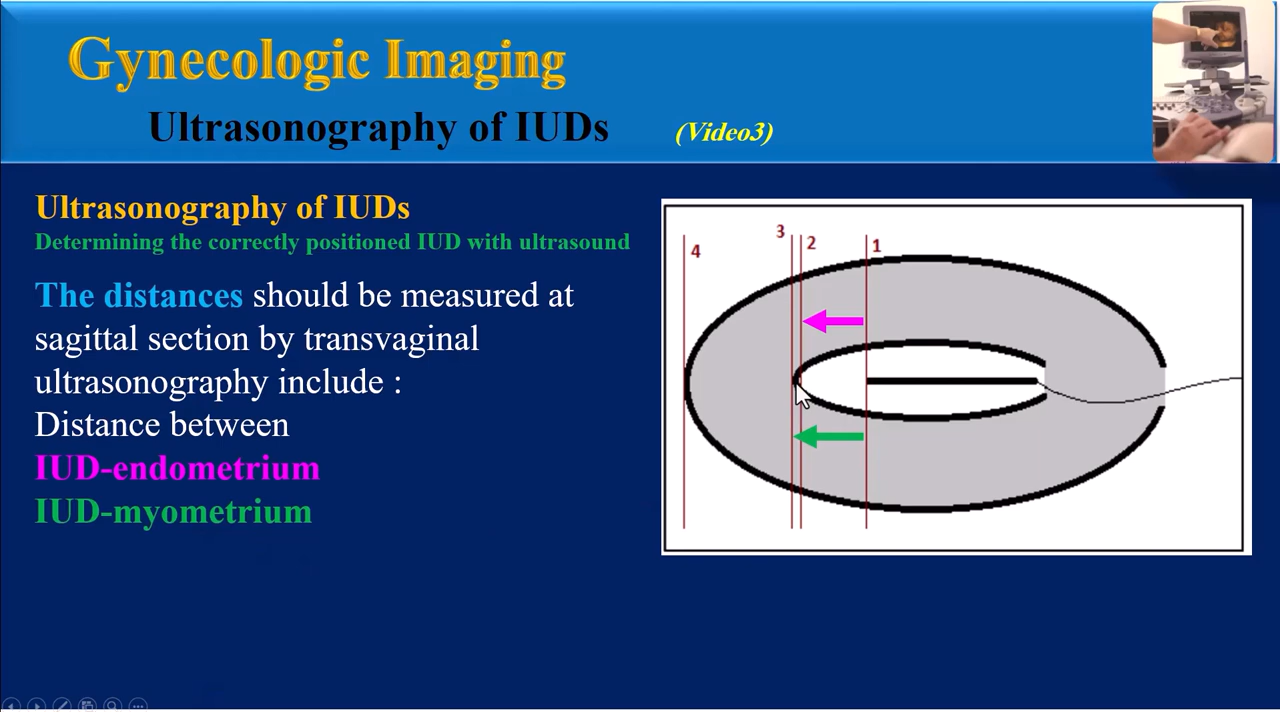 Gynecologic Imaging
Ultrasonography of IUDs (Video3)
Ultrasonography of IUDs
Determining the correctly positioned IUD with ultrasound
The distances should be measured at
sagittal section by transvaginal
ultrasonography include :
Distance between
IUD-endometrium
IUD-myometrium
4 3 2 1